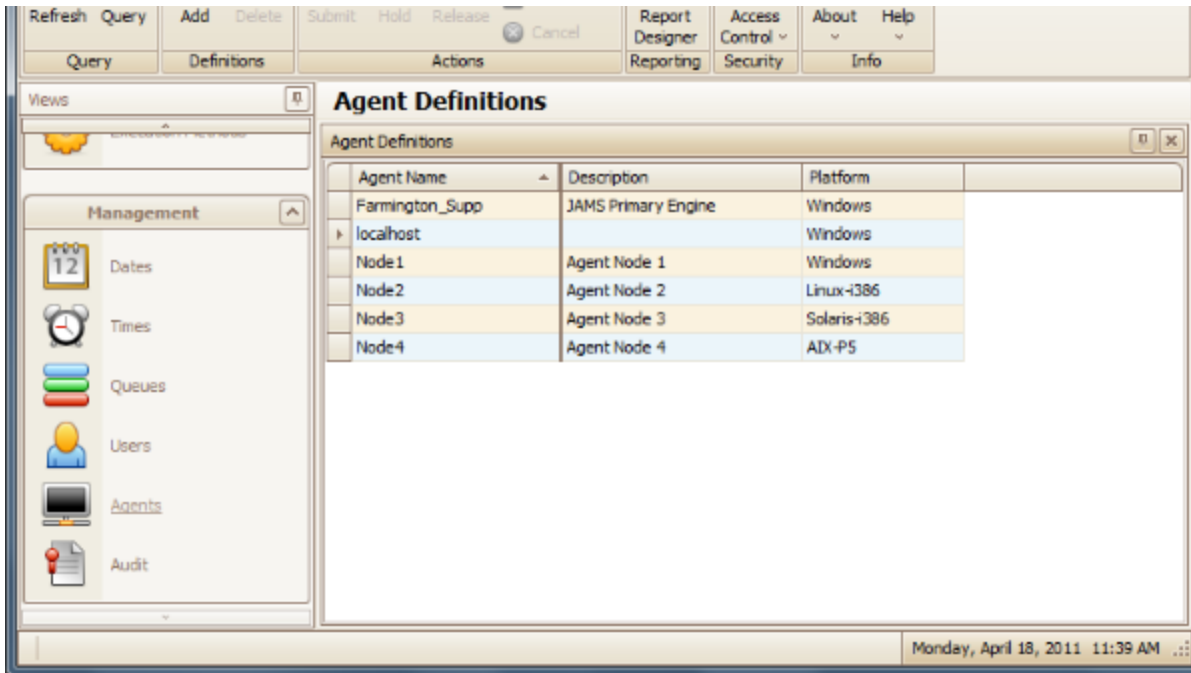 Refresh Query Add Delete Submit Hold Release Report Access About Help
Cancel Designer Control
Query Definitions Actions Reporting Security Info
Views
Agent Definitions
Agent Definitions
Agent Name Description Platform
Farmington_Supp JAMS Primary Engine Windows
localhost Windows
Node1 Agent Node 1 Windows
Node2 Agent Node 2 Linux-i386
Node3 Agent Node 3 Solaris-i386
Node4 Agent Node 4 AIX-P5
Management
12
Dates
Times
Queues
Users
Agents
Audit
Monday, April 18, 2011 11:39 AM